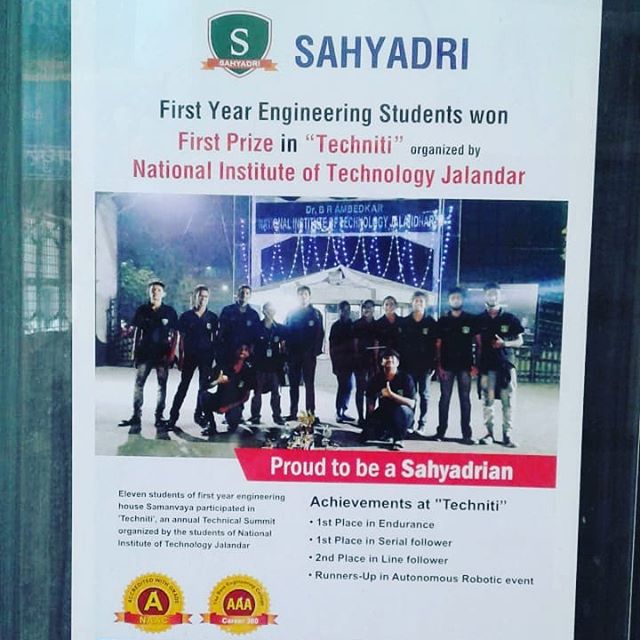 S
SAHYADRI
SAHYADRI
First Year Engineering Students won
First Prize in "Techniti" organized by
National Institute of Technology Jalandar
Dr. B R AMBEDKAR
NATIONAL INSTITUTE OF TECHNOLOGY JALANDHAR
Proud to be a Sahyadrian
Eleven students of first year engineering
house Samanvaya participated in
'Techniti', an annual Technical Summit
organized by the students of National
Institute of Technology Jalandar
Achievements at "Techniti"
• 1st Place in Endurance
• 1st Place in Serial follower
• 2nd Place in Line follower
• Runners-Up in Autonomous Robotic event
ACCREDITED WITH GRADE
A
NAAC
AAA
Career 360